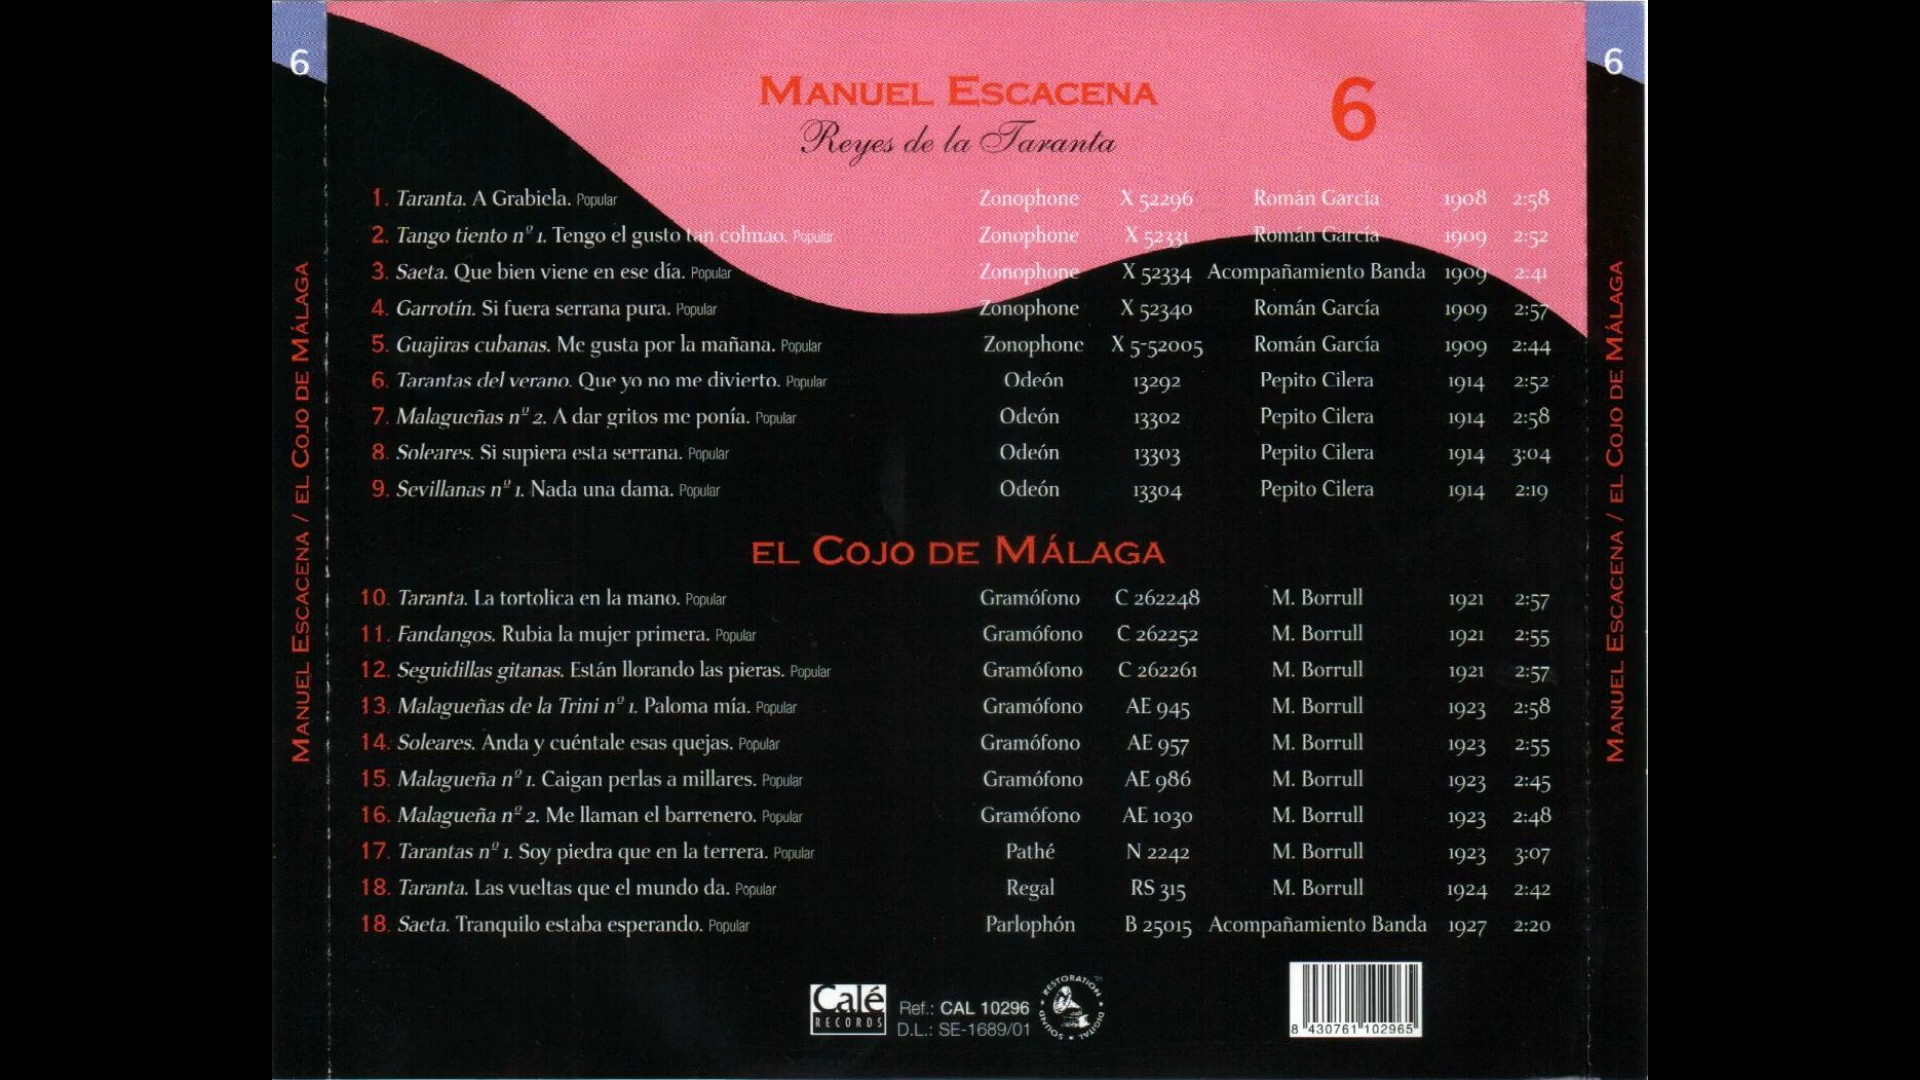 6
6
MANUEL ESCACENA
6
Reyes de la Taranta
1. Taranta. A Grabiela. Popular Zonophone X 52296 Román García 1908 2:58
2. Tango tiento nº 1. Tengo el gusto tan colmao. Popular Zonophone X 52331 Román García 1909 2:52
3. Saeta. Que bien viene en ese día. Popular Zonophone X 52334 Acompañamiento Banda 1909 2:41
4. Garrotín. Si fuera serrana pura. Popular Zonophone X 52340 Román García 1909 2:57
5. Guajiras cubanas. Me gusta por la mañana. Popular Zonophone X 5-52005 Román García 1909 2:44
6. Tarantas del verano. Que yo no me divierto. Popular Odeón 13292 Pepito Cilera 1914 2:52
7. Malagueñas nº 2. A dar gritos me ponía. Popular Odeón 13302 Pepito Cilera 1914 2:58
8. Soleares. Si supiera esta serrana. Popular Odeón 13303 Pepito Cilera 1914 3:04
9. Sevillanas nº 1. Nada una dama. Popular Odeón 13304 Pepito Cilera 1914 2:19
EL COJO DE MÁLAGA
10. Taranta. La tortolica en la mano. Popular Gramófono C 262248 M. Borrull 1921 2:57
11. Fandangos. Rubia la mujer primera. Popular Gramófono C 262252 M. Borrull 1921 2:55
12. Seguidillas gitanas. Están llorando las pieras. Popular Gramófono C 262261 M. Borrull 1921 2:57
13. Malagueñas de la Trini nº 1. Paloma mía. Popular Gramófono AE 945 M. Borrull 1923 2:58
14. Soleares. Anda y cuéntale esas quejas. Popular Gramófono AE 957 M. Borrull 1923 2:55
15. Malagueña nº 1. Caigan perlas a millares. Popular Gramófono AE 986 M. Borrull 1923 2:45
16. Malagueña nº 2. Me llaman el barrenero. Popular Gramófono AE 1030 M. Borrull 1923 2:48
17. Tarantas nº 1. Soy piedra que en la terrera. Popular Pathé N 2242 M. Borrull 1923 3:07
18. Taranta. Las vueltas que el mundo da. Popular Regal RS 315 M. Borrull 1924 2:42
18. Saeta. Tranquilo estaba esperando. Popular Parlophón B 25015 Acompañamiento Banda 1927 2:20
Calé
RECORDS
Ref.: CAL 10296
D.L.: SE-1689/01
SOUND RESTORATION DIGITAL
8 430761 102965
MANUEL ESCACENA / EL COJO DE MÁLAGA
MANUEL ESCACENA / EL COJO DE MÁLAGA